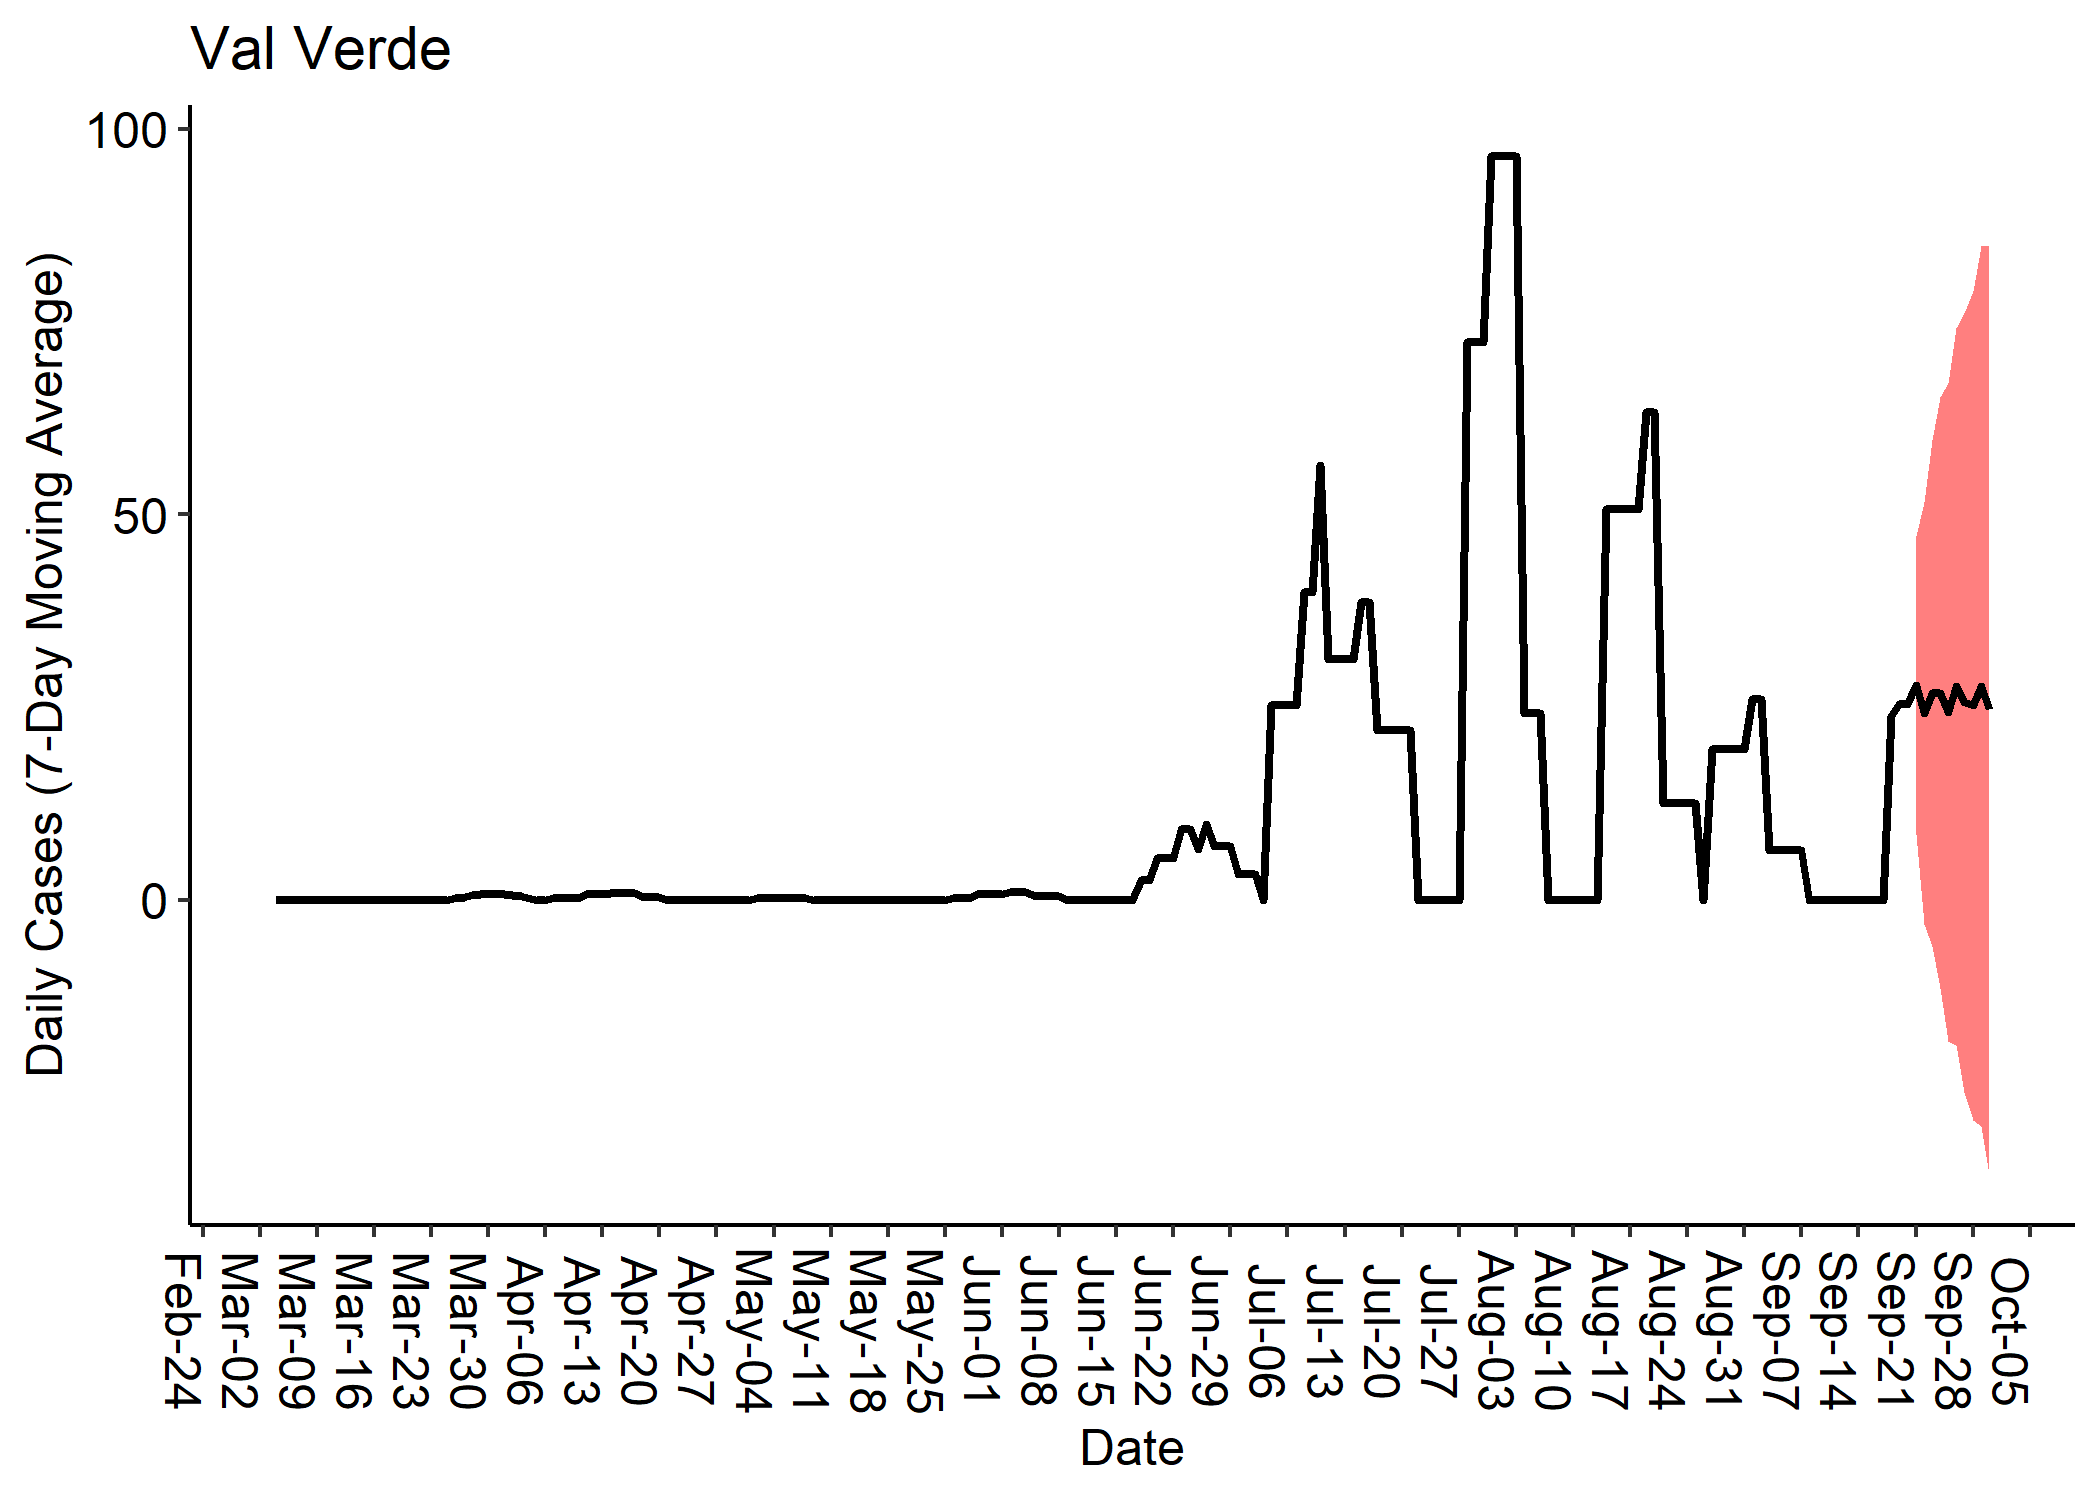 Val Verde
Daily Cases (7-Day Moving Average)
100
50
0
Feb-24
Mar-02
Mar-09
Mar-16
Mar-23
Mar-30
Apr-06
Apr-13
Apr-20
Apr-27
May-04
May-11
May-18
May-25
Jun-01
Jun-08
Jun-15
Jun-22
Jun-29
Jul-06
Jul-13
Jul-20
Jul-27
Aug-03
Aug-10
Aug-17
Aug-24
Aug-31
Sep-07
Sep-14
Sep-21
Sep-28
Oct-05
Date